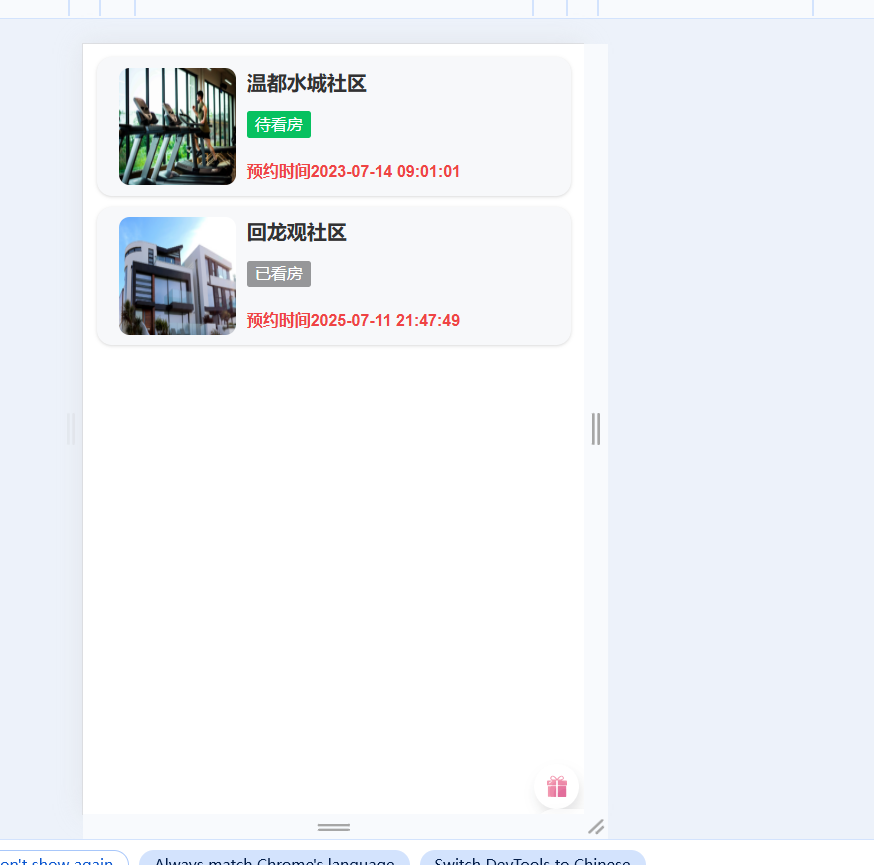 温都水城社区
待看房
预约时间2023-07-14 09:01:01
回龙观社区
已看房
预约时间2025-07-11 21:47:49
on't show again
Always match Chrome's language
Switch DevTools to Chinese